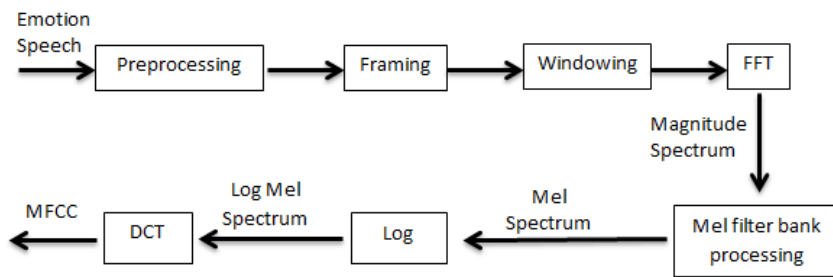 Emotion
Speech
Preprocessing
Framing
Windowing
FFT
Magnitude
Spectrum
Mel filter bank
processing
Mel
Spectrum
Log
Log Mel
Spectrum
DCT
MFCC